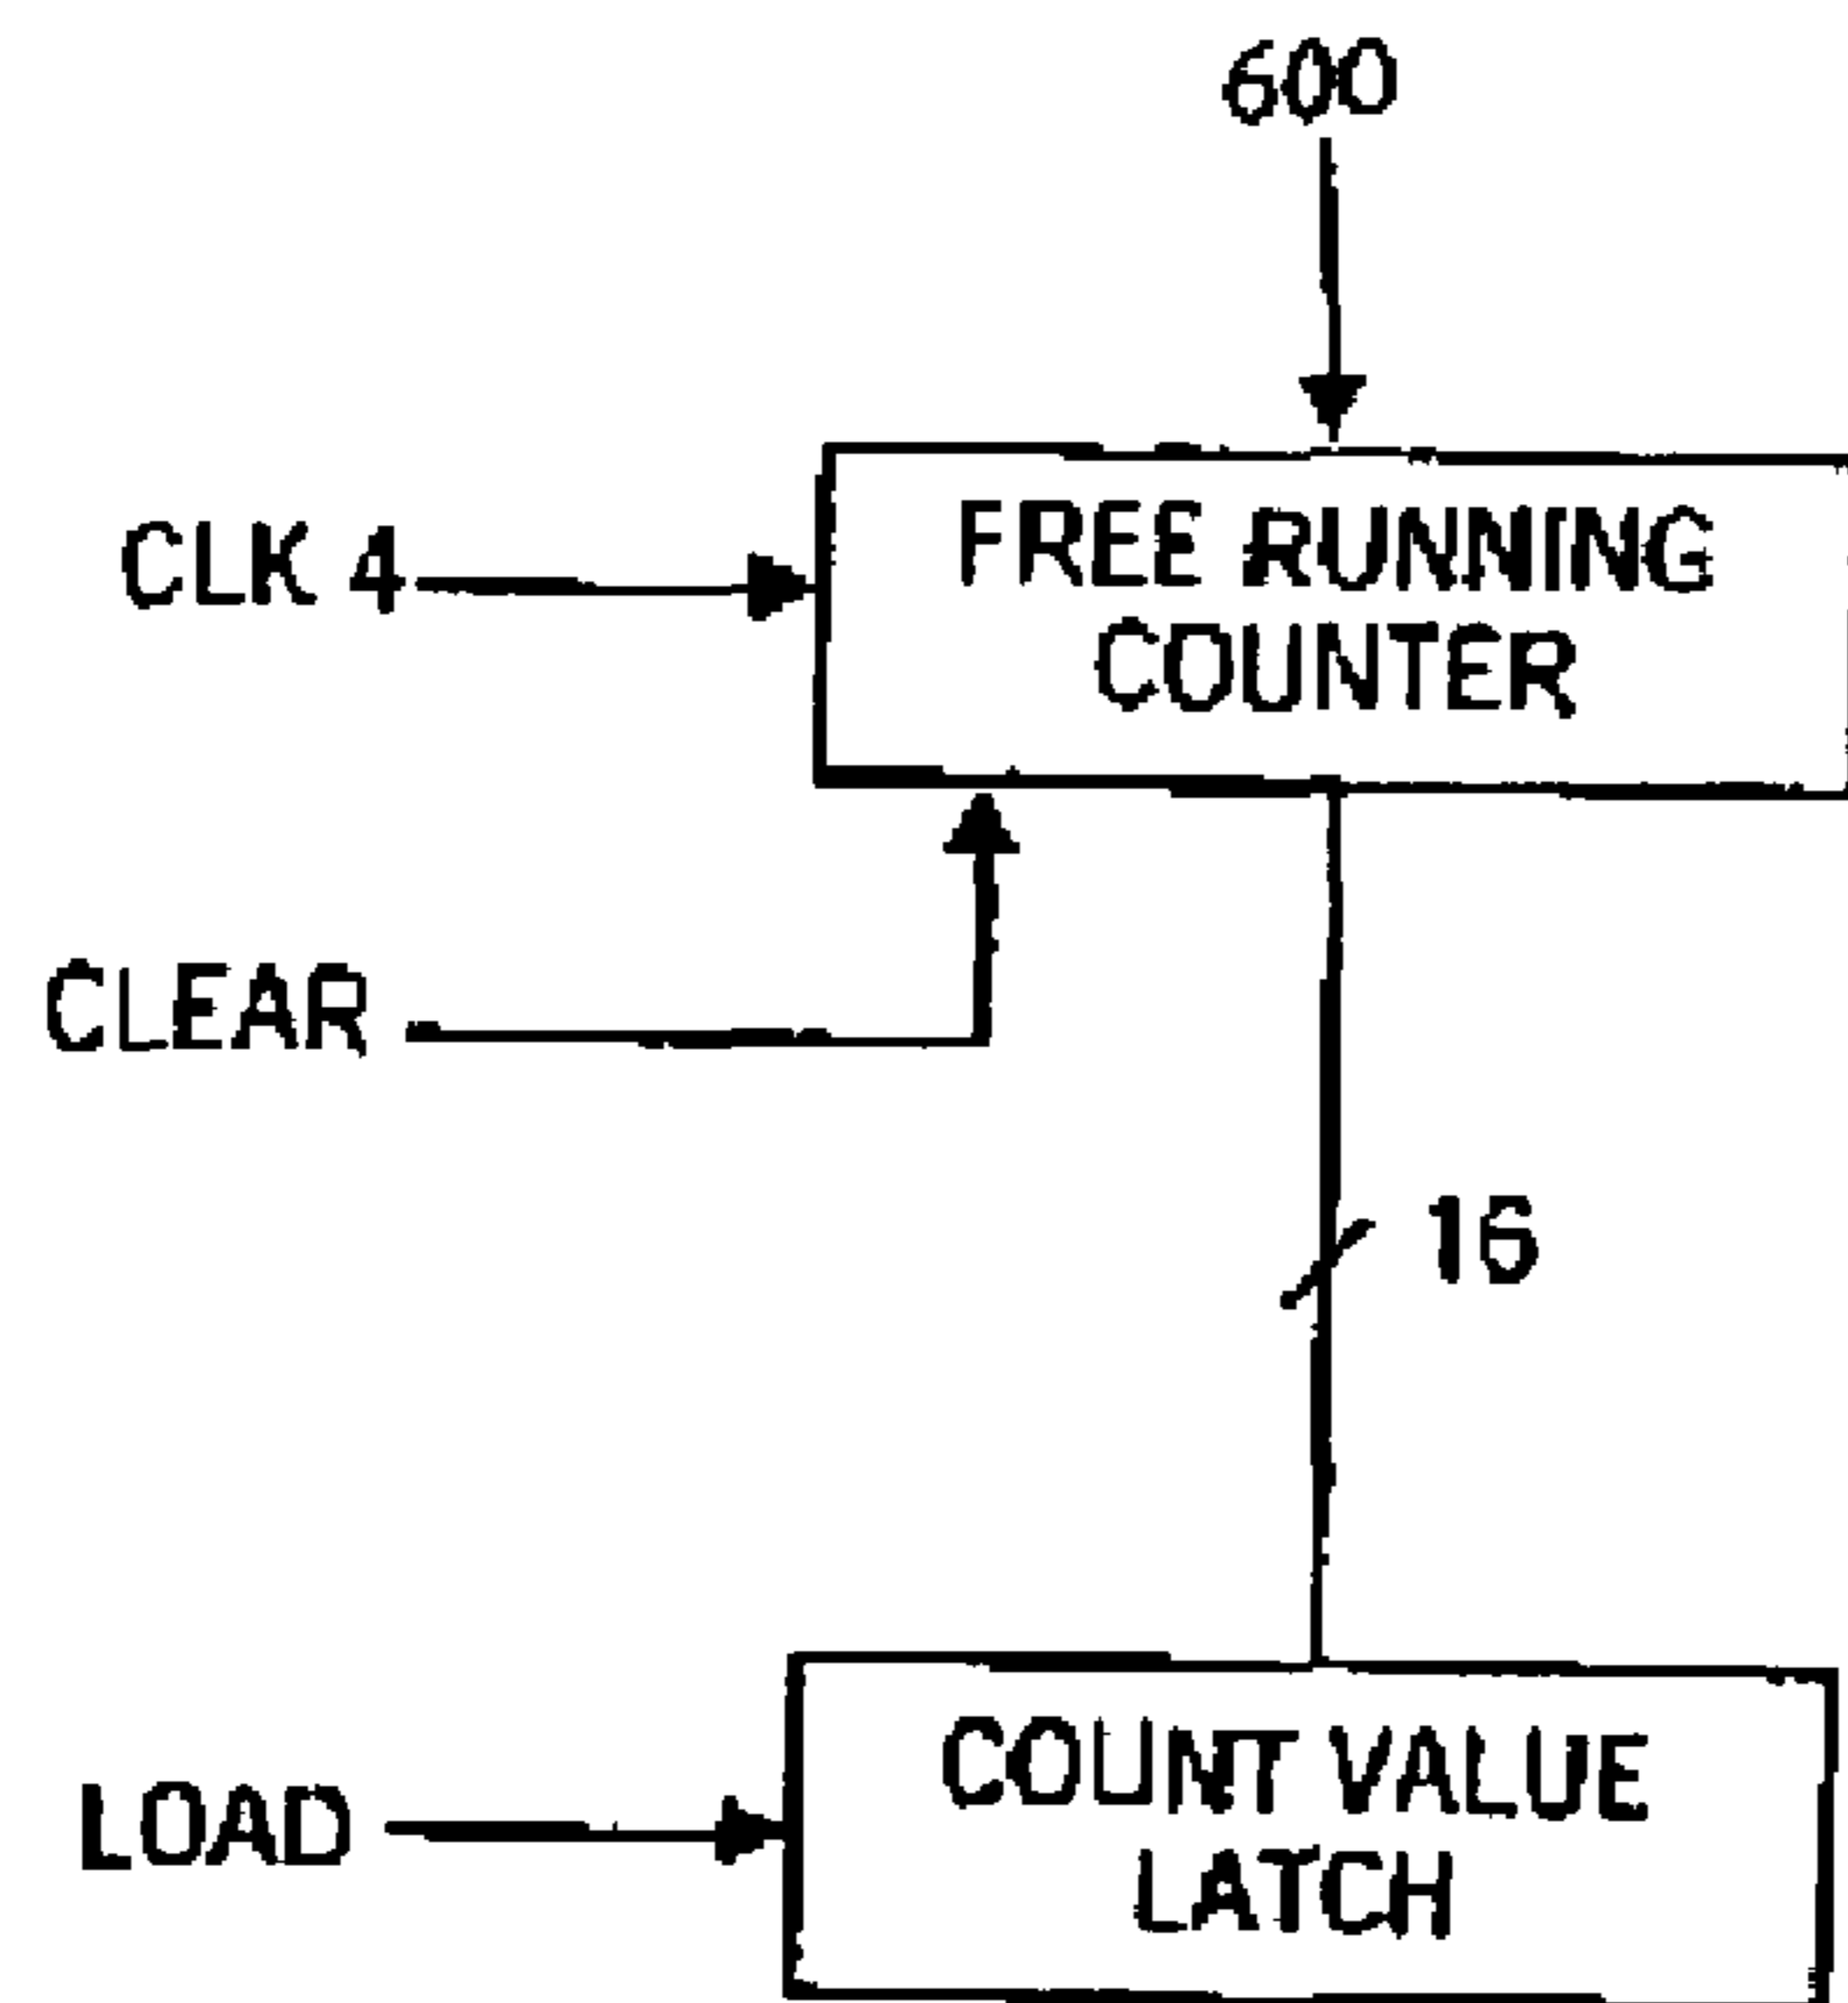 600
CLK 4
FREE RUNNING
COUNTER
CLEAR
16
COUNT VALUE
LATCH
LOAD